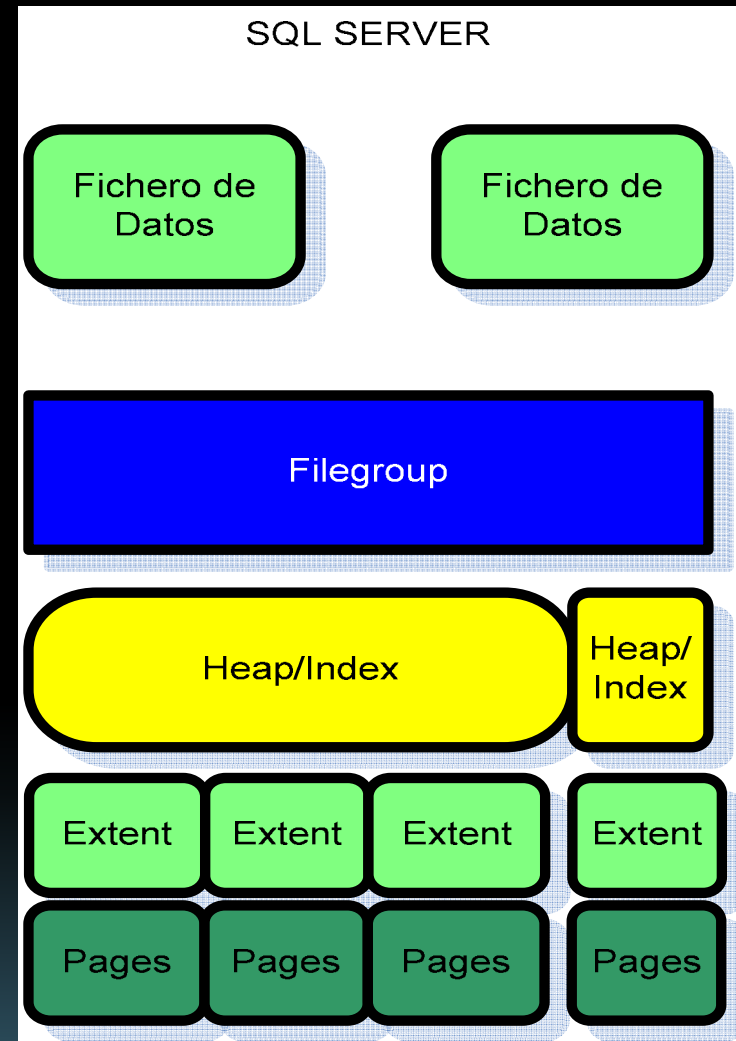 SQL SERVER
Fichero de
Datos
Fichero de
Datos
Filegroup
Heap/Index
Heap/
Index
Extent
Extent
Extent
Extent
Pages
Pages
Pages
Pages